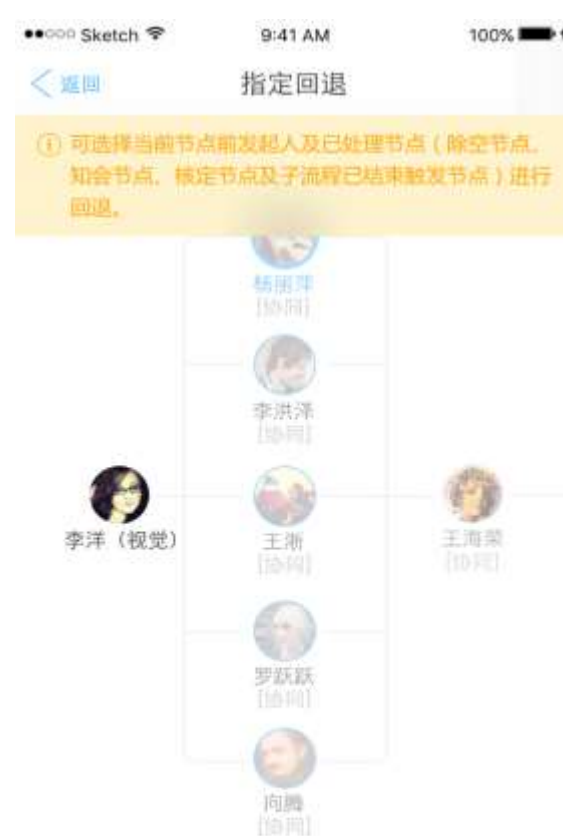 Sketch 9:41 AM 100%
返回 指定回退
可选择当前节点前发起人及已处理节点(除空节点、
知会节点、核定节点及子流程已结束触发节点)进行
回退。
杨丽萍
[协同]
李洪泽
[协同]
李洋(视觉)
王渐
[协同]
王海荣
[协同]
罗跃跃
[协同]
向腾
[协同]